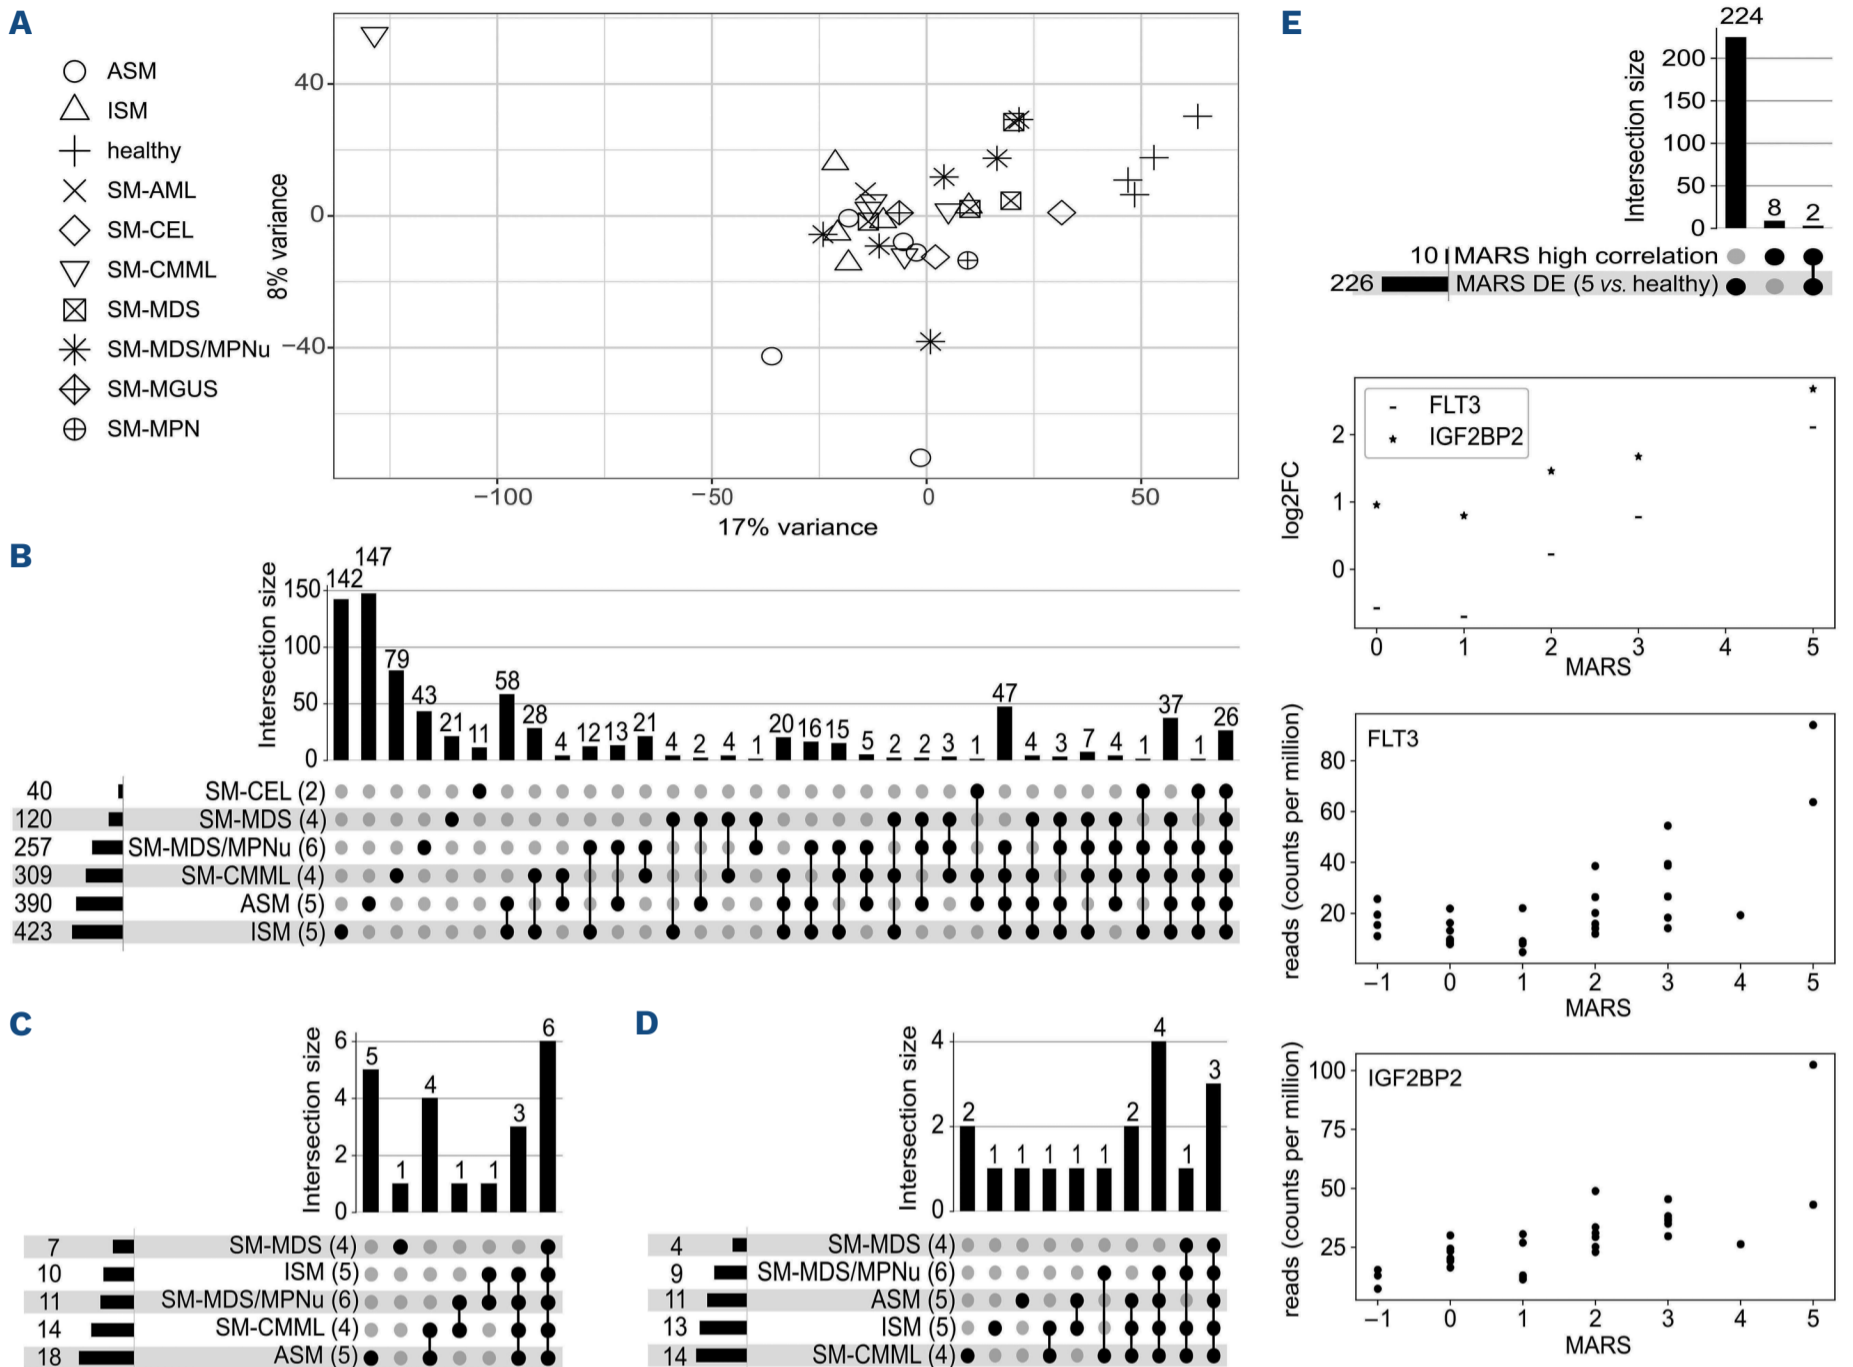 A
ASM
ISM
healthy
SM-AML
SM-CEL
SM-CMML
SM-MDS
SM-MDS/MPNu
SM-MGUS
SM-MPN
8% variance
40
0
−40
−100
−50
0
50
17% variance
B
Intersection size
150
100
50
0
142
147
79
43
21
11
58
28
4
12
13
21
4
2
4
1
20
16
15
5
2
2
3
1
47
4
3
7
4
1
37
1
26
40 SM-CEL (2)
120 SM-MDS (4)
257 SM-MDS/MPNu (6)
309 SM-CMML (4)
390 ASM (5)
423 ISM (5)
C
Intersection size
6
4
2
0
5
1
4
1
1
3
6
7 SM-MDS (4)
10 ISM (5)
11 SM-MDS/MPNu (6)
14 SM-CMML (4)
18 ASM (5)
D
Intersection size
4
2
0
2
1
1
1
1
1
2
4
1
3
4 SM-MDS (4)
9 SM-MDS/MPNu (6)
11 ASM (5)
13 ISM (5)
14 SM-CMML (4)
E
Intersection size
200
150
100
50
0
224
8
2
10 MARS high correlation
226 MARS DE (5 vs. healthy)
FLT3
IGF2BP2
log2FC
2
1
0
0
1
2
3
4
5
MARS
FLT3
reads (counts per million)
80
60
40
20
−1
0
1
2
3
4
5
MARS
IGF2BP2
reads (counts per million)
100
75
50
25
−1
0
1
2
3
4
5
MARS